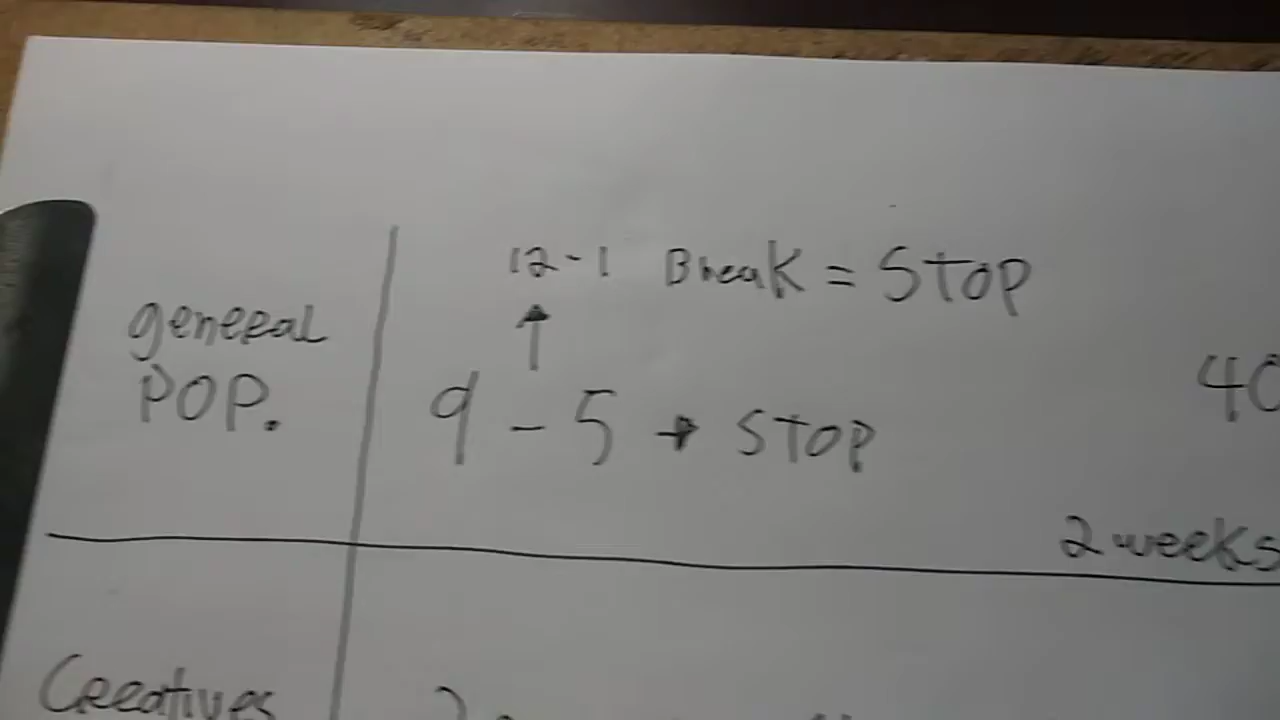 12-1 Break = STOP
general
POP.
9 - 5 → STOP
40
2 weeks
Creatives